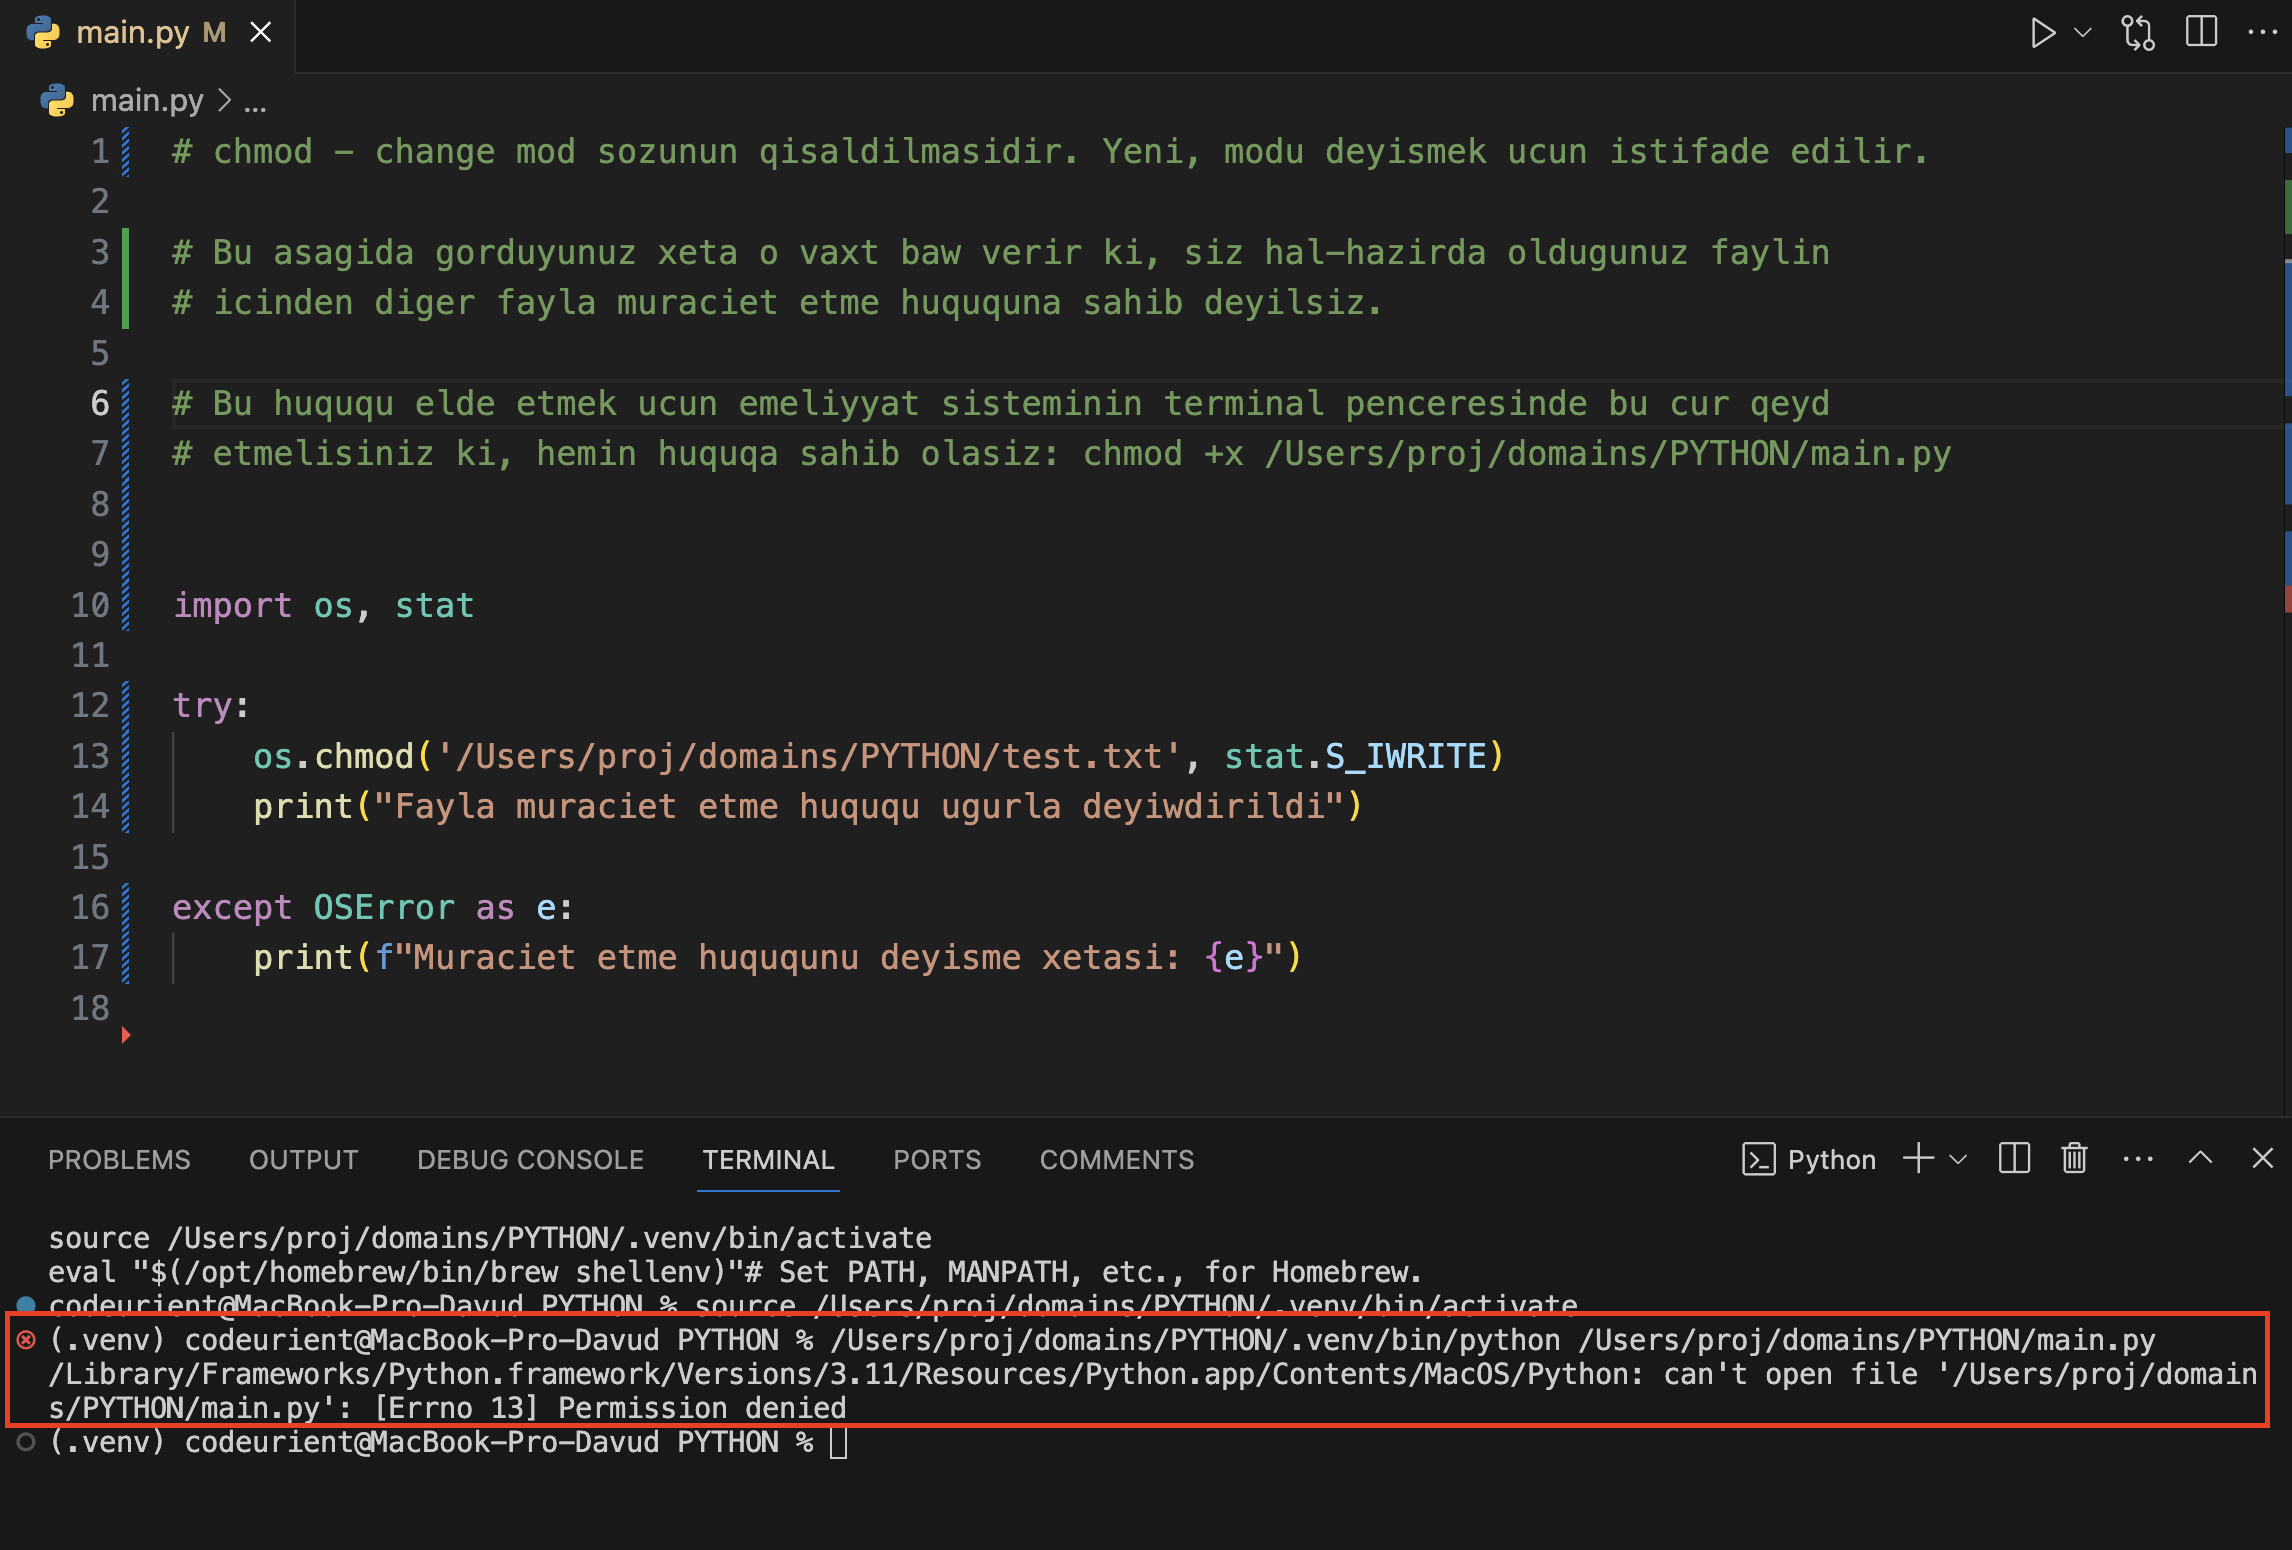 main.py M
main.py > ...
1 # chmod - change mod sozunun qisaldilmasidir. Yeni, modu deyismek ucun istifade edilir.
2
3 # Bu asagida gorduyunuz xeta o vaxt baw verir ki, siz hal-hazirda oldugunuz faylin
4 # icinden diger fayla muraciet etme huququna sahib deyilsiz.
5
6 # Bu huququ elde etmek ucun emeliyyat sisteminin terminal penceresinde bu cur qeyd
7 # etmelisiniz ki, hemin huquqa sahib olasiz: chmod +x /Users/proj/domains/PYTHON/main.py
8
9
10 import os, stat
11
12 try:
13     os.chmod('/Users/proj/domains/PYTHON/test.txt', stat.S_IWRITE)
14     print("Fayla muraciet etme huququ ugurla deyiwdirildi")
15
16 except OSError as e:
17     print(f"Muraciet etme huququnu deyisme xetasi: {e}")
18
PROBLEMS OUTPUT DEBUG CONSOLE TERMINAL PORTS COMMENTS Python
source /Users/proj/domains/PYTHON/.venv/bin/activate
eval "$(/opt/homebrew/bin/brew shellenv)"# Set PATH, MANPATH, etc., for Homebrew.
codeurient@MacBook-Pro-Davud PYTHON % source /Users/proj/domains/PYTHON/.venv/bin/activate
(.venv) codeurient@MacBook-Pro-Davud PYTHON % /Users/proj/domains/PYTHON/.venv/bin/python /Users/proj/domains/PYTHON/main.py
/Library/Frameworks/Python.framework/Versions/3.11/Resources/Python.app/Contents/MacOS/Python: can't open file '/Users/proj/domain
s/PYTHON/main.py': [Errno 13] Permission denied
(.venv) codeurient@MacBook-Pro-Davud PYTHON %